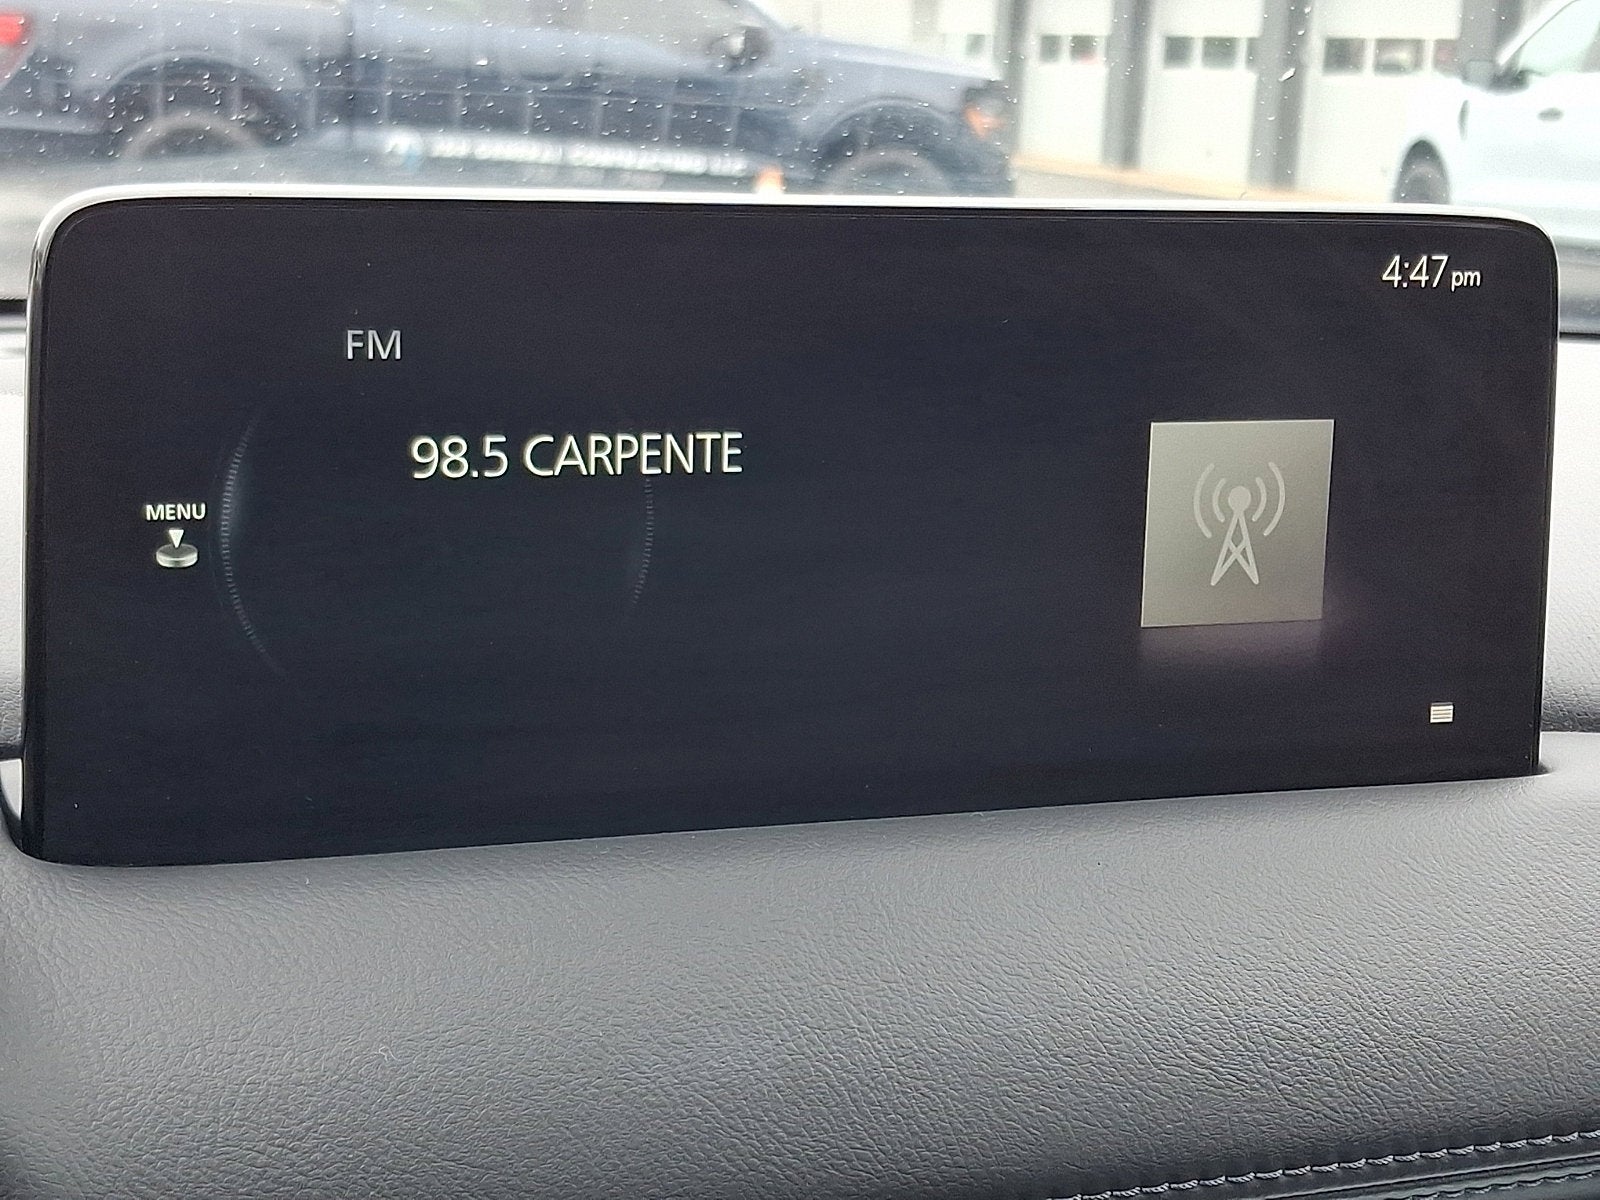 4:47 pm
FM
98.5 CARPENTE
MENU